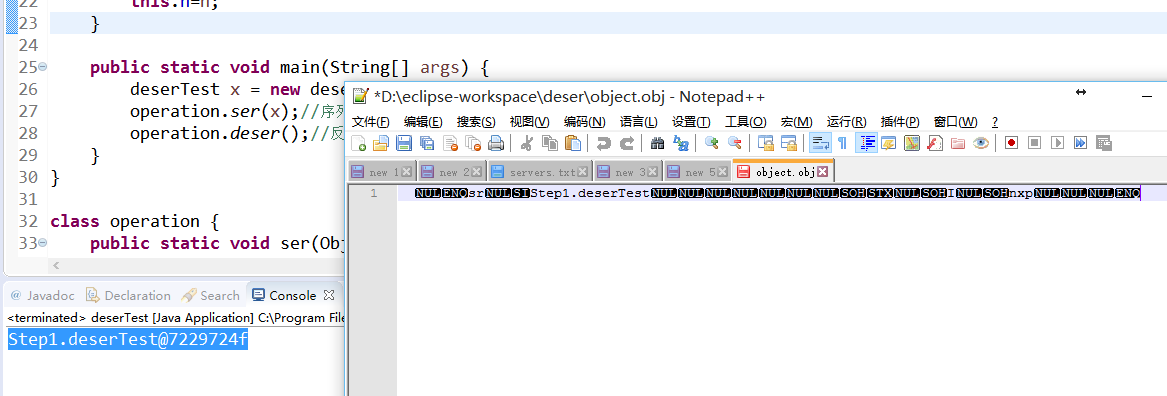 22 this.n=n;
23 }
24
25 public static void main(String[] args) {
26 deserTest x = new dese
27 operation.ser(x);//序列
28 operation.deser();//反
29 }
30 }
31
32 class operation {
33 public static void ser(Obj
@ Javadoc Declaration Search Console
<terminated> deserTest [Java Application] C:\Program File
Step1.deserTest@7229724f
*D:\eclipse-workspace\deser\object.obj - Notepad++
文件(F) 编辑(E) 搜索(S) 视图(V) 编码(N) 语言(L) 设置(T) 工具(O) 宏(M) 运行(R) 插件(P) 窗口(W) ?
new 1 new 2 servers.txt new 3 new 5 object.obj
1 NULENQsrNULSIStep1.deserTestNULNULNULNULNULNULNULSOHSTXNULSOHINULSOHnxpNULNULNULENQ